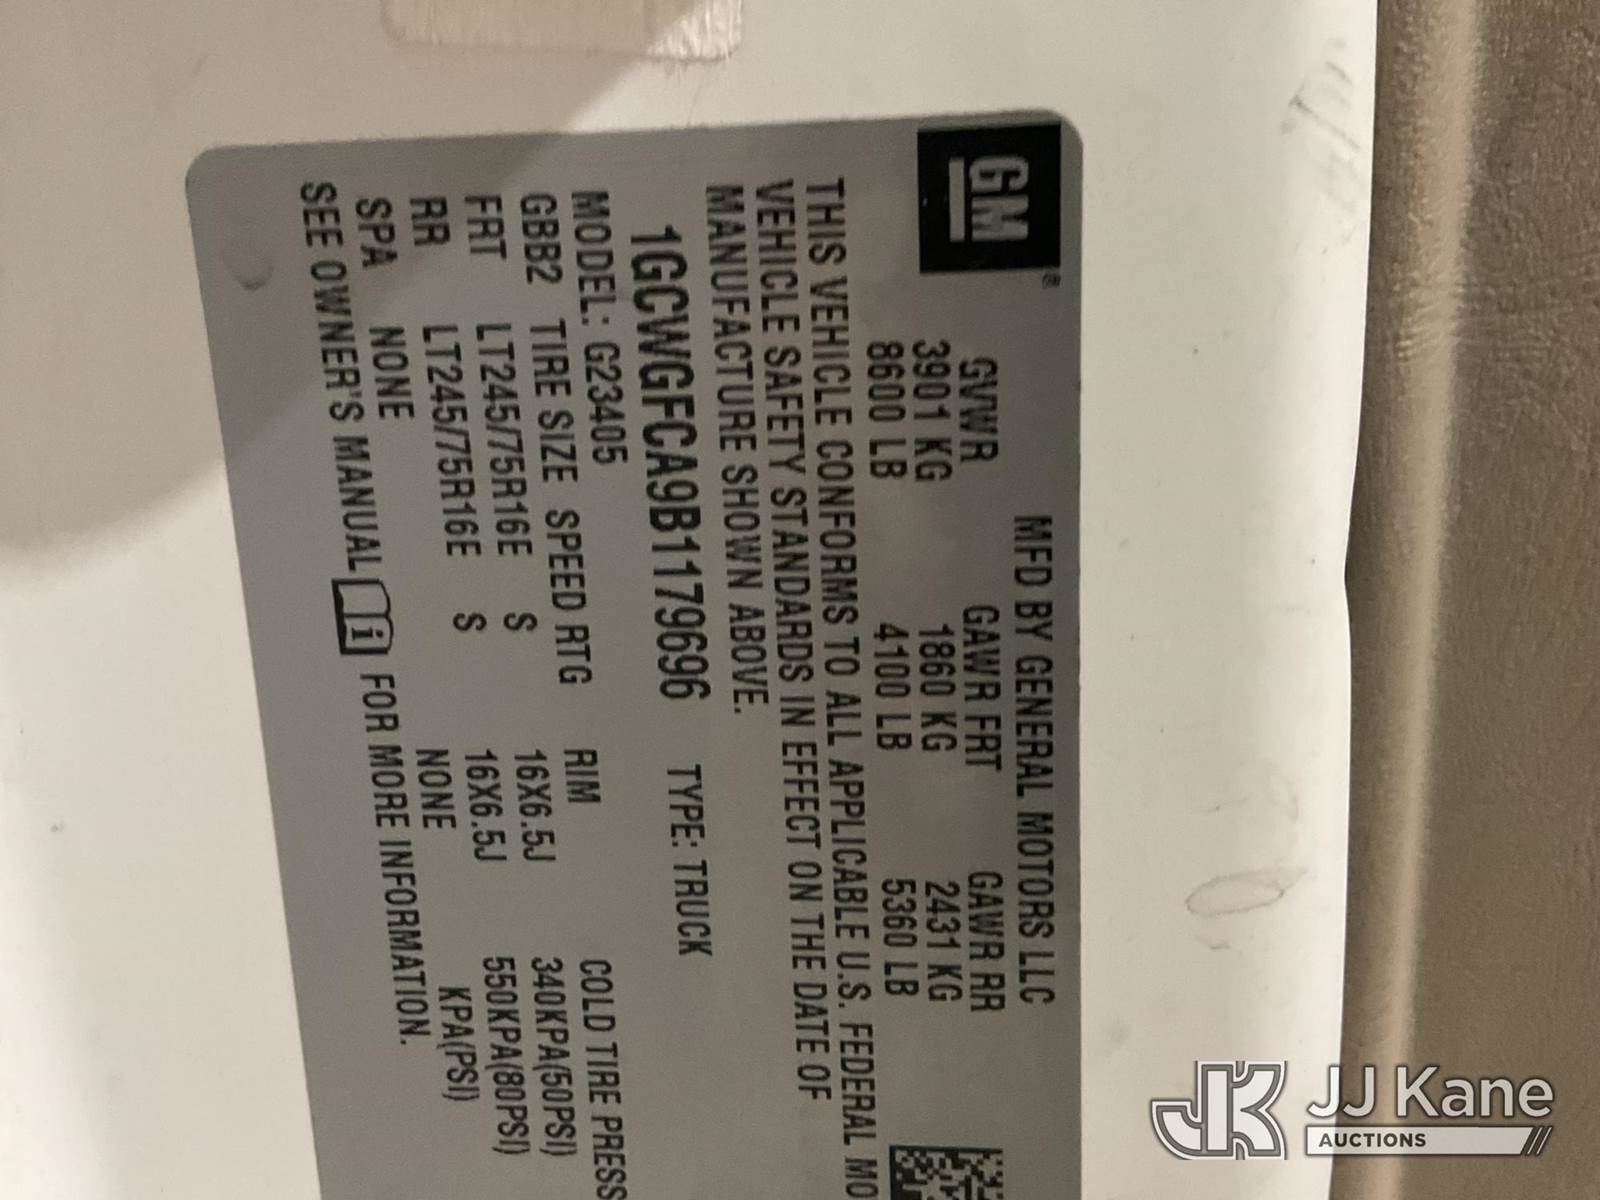 GM
®
MFD BY GENERAL MOTORS LLC
GVWR GAWR FRT GAWR RR
3901 KG 1860 KG 2431 KG
8600 LB 4100 LB 5360 LB
THIS VEHICLE CONFORMS TO ALL APPLICABLE U.S. FEDERAL MO
VEHICLE SAFETY STANDARDS IN EFFECT ON THE DATE OF
MANUFACTURE SHOWN ABOVE.
1GCWGFCA9B1179696 TYPE: TRUCK
MODEL: G23405
GBB2 TIRE SIZE SPEED RTG RIM COLD TIRE PRESS
FRT LT245/75R16E S 16X6.5J 340KPA(50PSI)
RR LT245/75R16E S 16X6.5J 550KPA(80PSI)
SPA NONE NONE KPA(PSI)
SEE OWNER'S MANUAL i FOR MORE INFORMATION.
JK JJ Kane
AUCTIONS